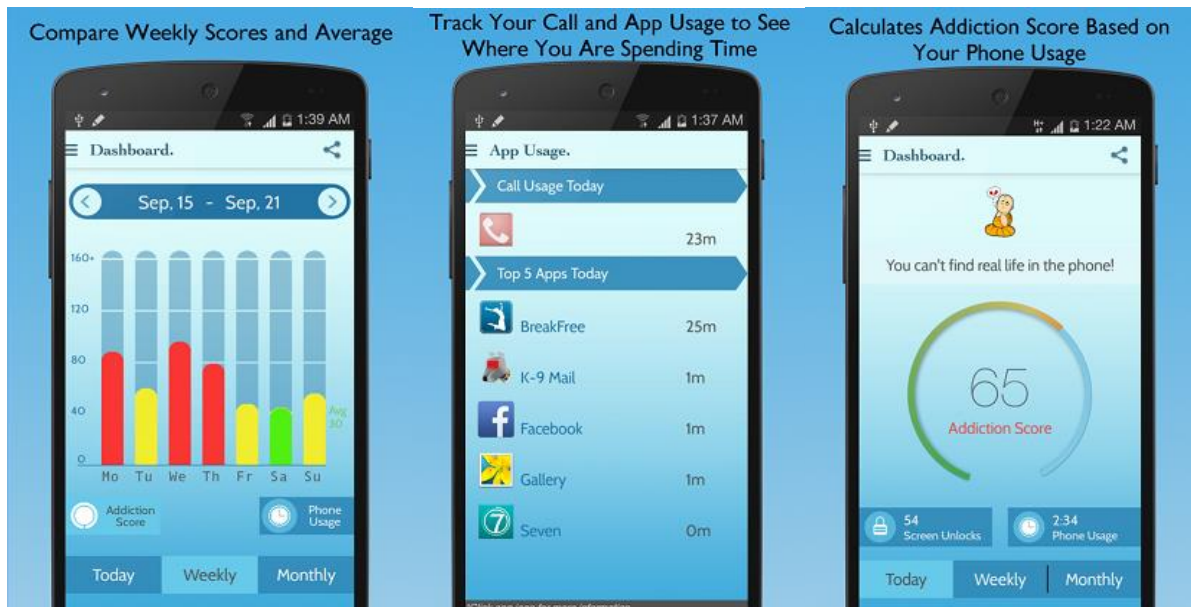 Compare Weekly Scores and Average
1:39 AM
Dashboard.
Sep, 15 - Sep, 21
160+
120
80
40
0
Avg
30
Mo Tu We Th Fr Sa Su
Addiction
Score
Phone
Usage
Today Weekly Monthly
Track Your Call and App Usage to See
Where You Are Spending Time
1:37 AM
App Usage.
Call Usage Today
23m
Top 5 Apps Today
BreakFree 25m
K-9 Mail 1m
Facebook 1m
Gallery 1m
Seven 0m
Calculates Addiction Score Based on
Your Phone Usage
1:22 AM
Dashboard.
You can't find real life in the phone!
65
Addiction Score
54
Screen Unlocks
2:34
Phone Usage
Today Weekly Monthly